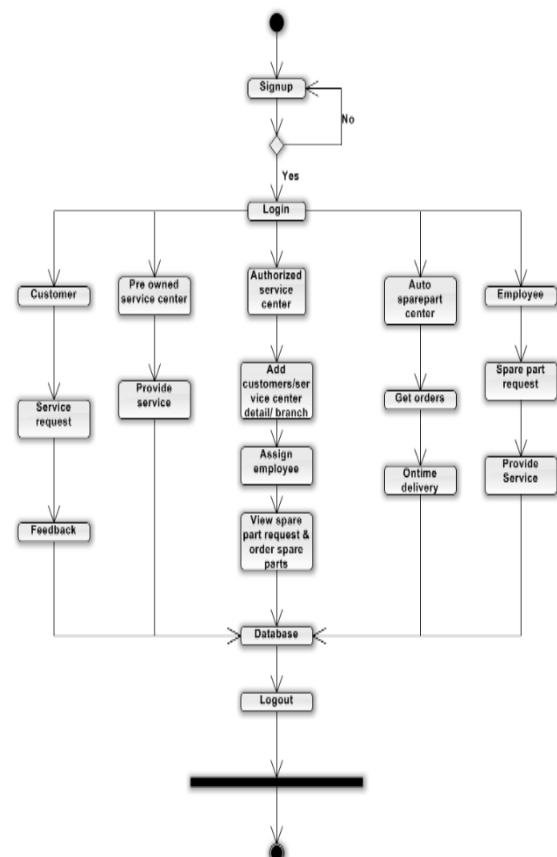 Signup
No
Yes
Login
Customer
Pre owned
service center
Authorized
service
center
Auto
sparepart
center
Employee
Service
request
Provide
service
Add
customers/ser
vice center
detail/ branch
Get orders
Spare part
request
Assign
employee
Ontime
delivery
Provide
Service
Feedback
View spare
part request &
order spare
parts
Database
Logout